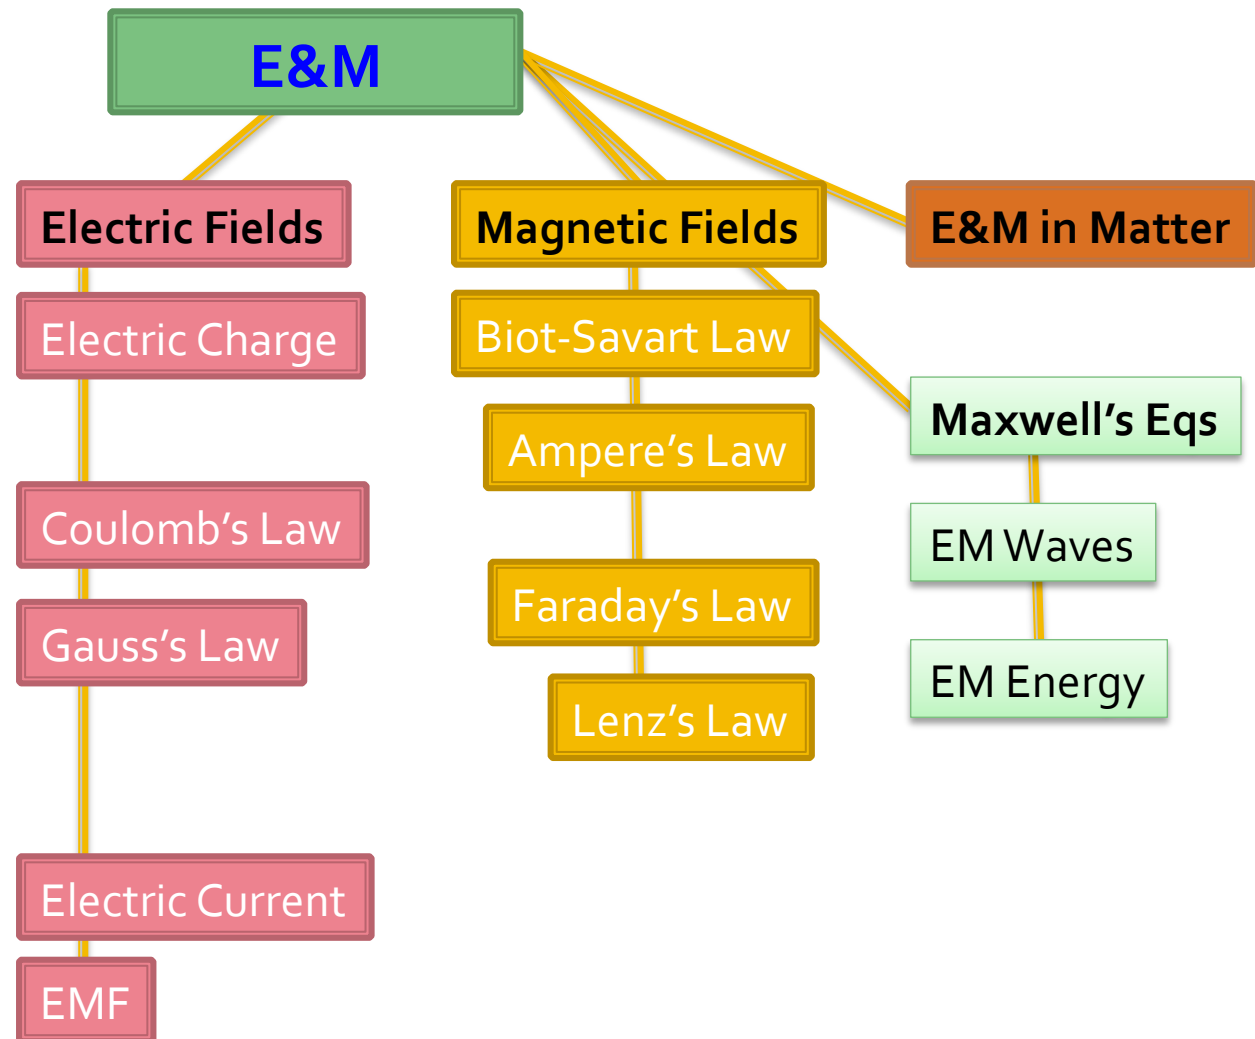 E&M
Electric Fields
Electric Charge
Coulomb's Law
Gauss's Law
Electric Current
EMF
Magnetic Fields
Biot-Savart Law
Ampere's Law
Faraday's Law
Lenz's Law
E&M in Matter
Maxwell's Eqs
EM Waves
EM Energy